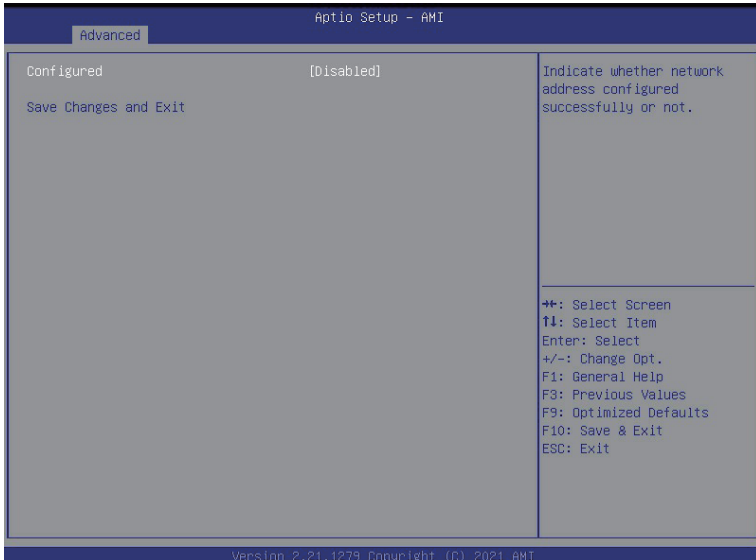 Aptio Setup - AMI
Advanced
Configured [Disabled]
Save Changes and Exit
Indicate whether network
address configured
successfully or not.
→←: Select Screen
↑↓: Select Item
Enter: Select
+/-: Change Opt.
F1: General Help
F3: Previous Values
F9: Optimized Defaults
F10: Save & Exit
ESC: Exit
Version 2.21.1279 Copyright (C) 2021 AMI